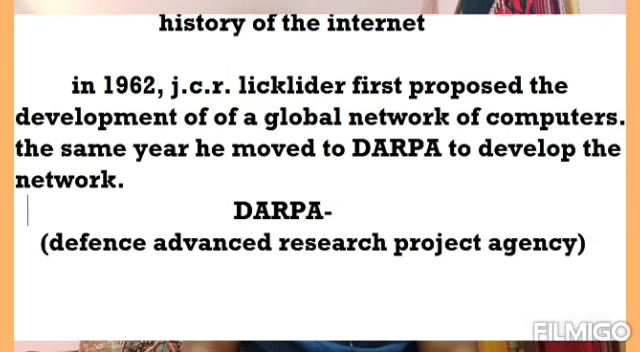 history of the internet
in 1962, j.c.r. licklider first proposed the
development of of a global network of computers.
the same year he moved to DARPA to develop the
network.
DARPA-
(defence advanced research project agency)
FILMIGO